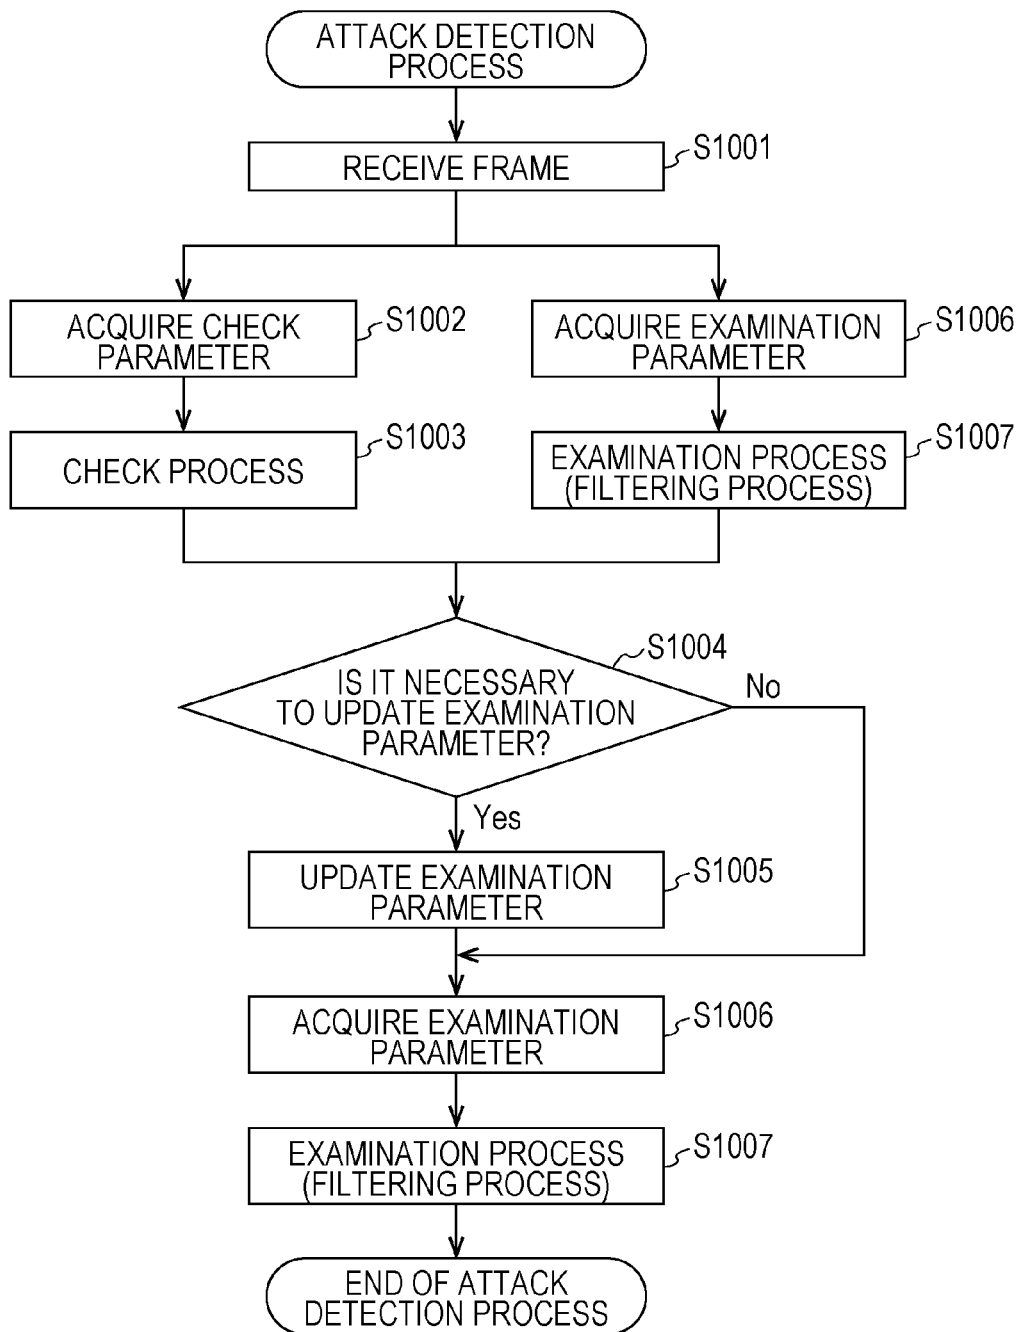 ATTACK DETECTION
PROCESS
RECEIVE FRAME
S1001
ACQUIRE CHECK
PARAMETER
S1002
ACQUIRE EXAMINATION
PARAMETER
S1006
CHECK PROCESS
S1003
EXAMINATION PROCESS
(FILTERING PROCESS)
S1007
IS IT NECESSARY
TO UPDATE EXAMINATION
PARAMETER?
S1004
No
Yes
UPDATE EXAMINATION
PARAMETER
S1005
ACQUIRE EXAMINATION
PARAMETER
S1006
EXAMINATION PROCESS
(FILTERING PROCESS)
S1007
END OF ATTACK
DETECTION PROCESS